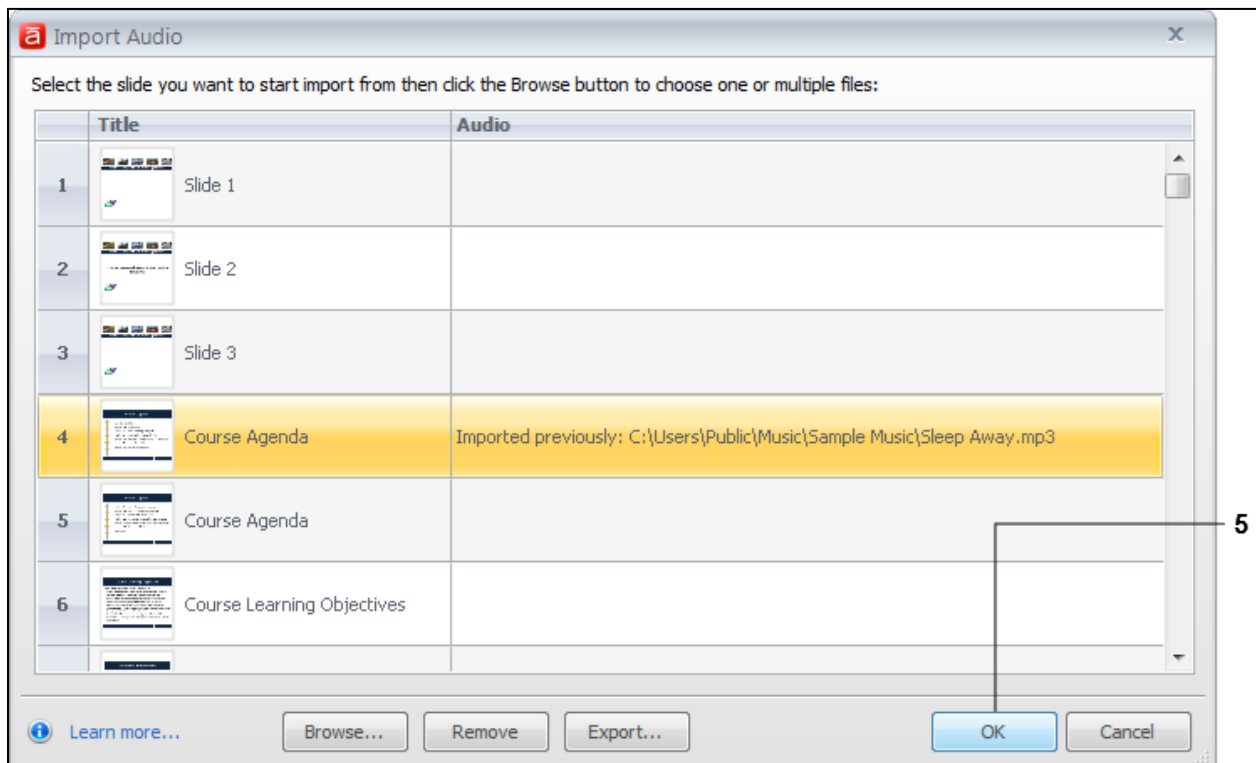 ā Import Audio x
Select the slide you want to start import from then click the Browse button to choose one or multiple files:
Title Audio
1 Slide 1
2 Slide 2
3 Slide 3
4 Course Agenda Imported previously: C:\Users\Public\Music\Sample Music\Sleep Away.mp3
5 Course Agenda
5
6 Course Learning Objectives
Learn more... Browse... Remove Export... OK Cancel